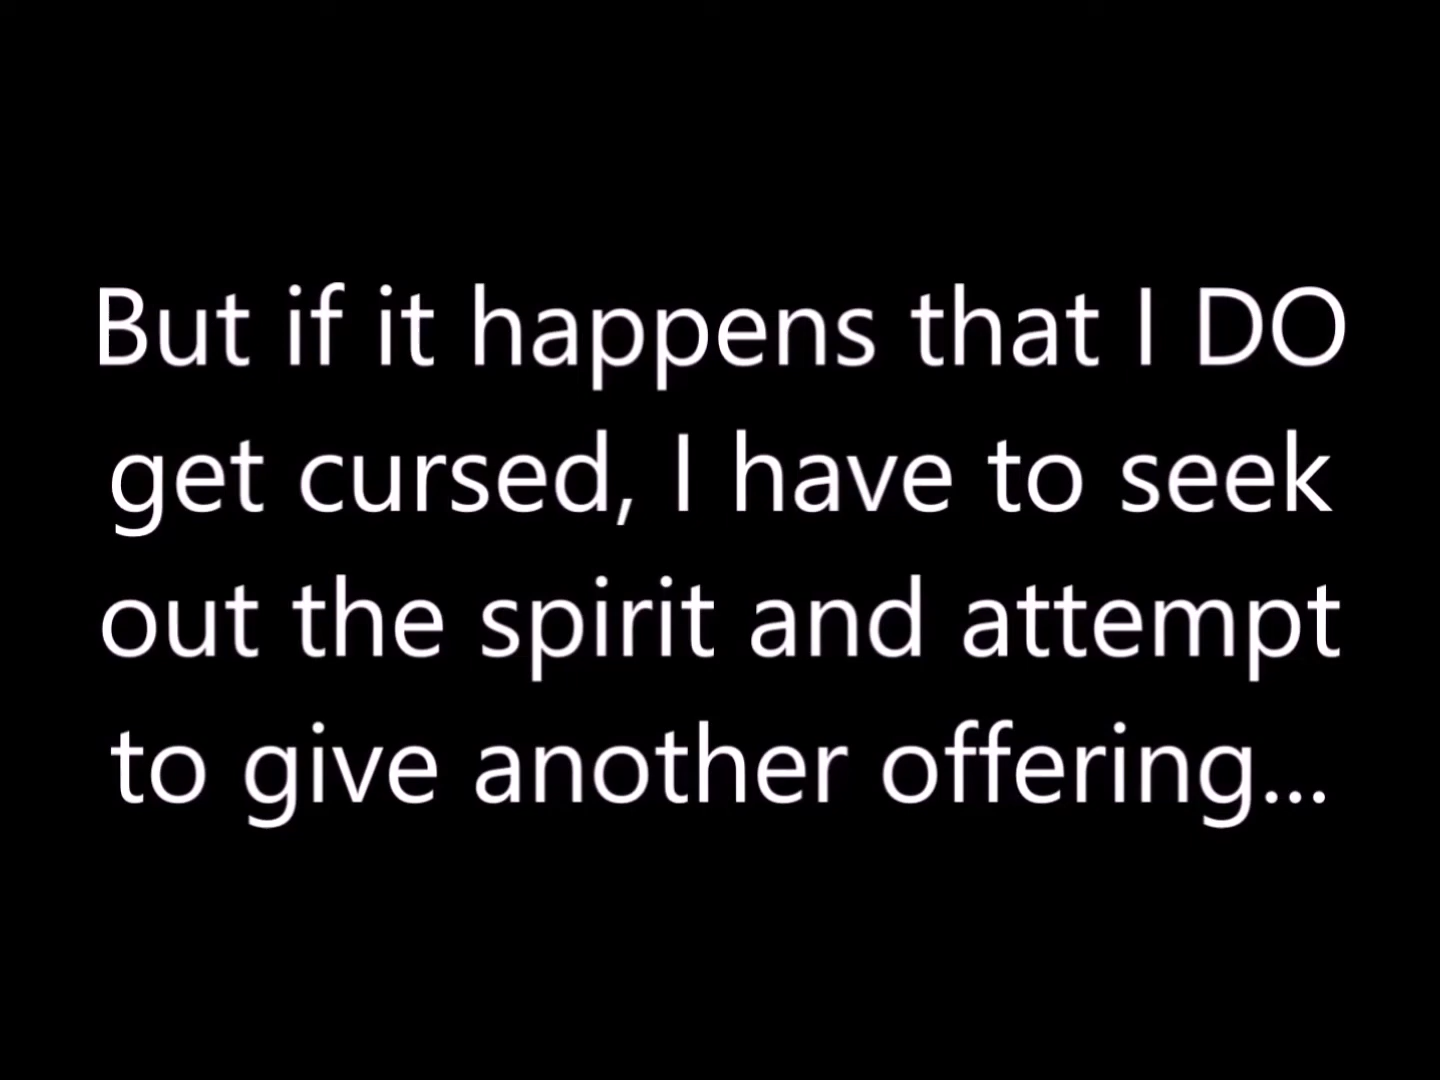 But if it happens that I DO
get cursed, I have to seek
out the spirit and attempt
to give another offering...